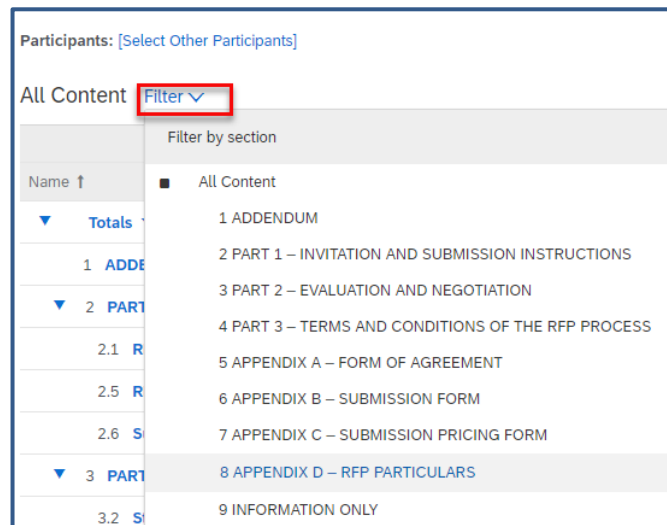 Participants: [Select Other Participants]
All Content Filter
Filter by section
Name ↑
All Content
Totals
1 ADDENDUM
1
2 PART 1 – INVITATION AND SUBMISSION INSTRUCTIONS
2 PART
3 PART 2 – EVALUATION AND NEGOTIATION
4 PART 3 – TERMS AND CONDITIONS OF THE RFP PROCESS
2.1 R
5 APPENDIX A – FORM OF AGREEMENT
2.5 R
6 APPENDIX B – SUBMISSION FORM
2.6
7 APPENDIX C – SUBMISSION PRICING FORM
3 PART
8 APPENDIX D – RFP PARTICULARS
3.2
9 INFORMATION ONLY